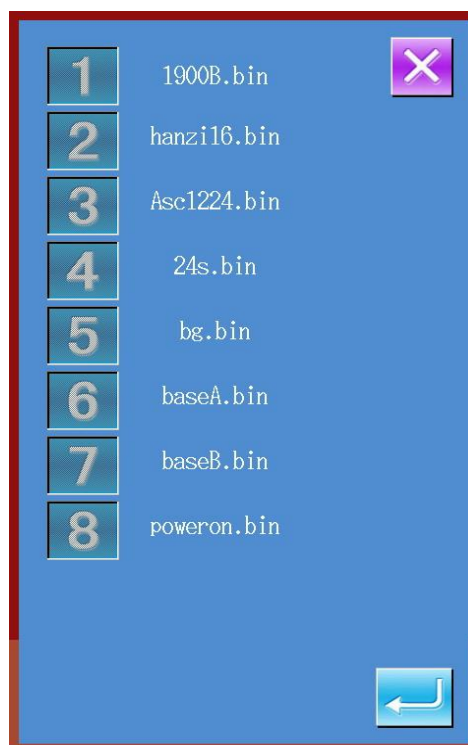 1 1900B.bin
2 hanzi16.bin
3 Asc1224.bin
4 24s.bin
5 bg.bin
6 baseA.bin
7 baseB.bin
8 poweron.bin